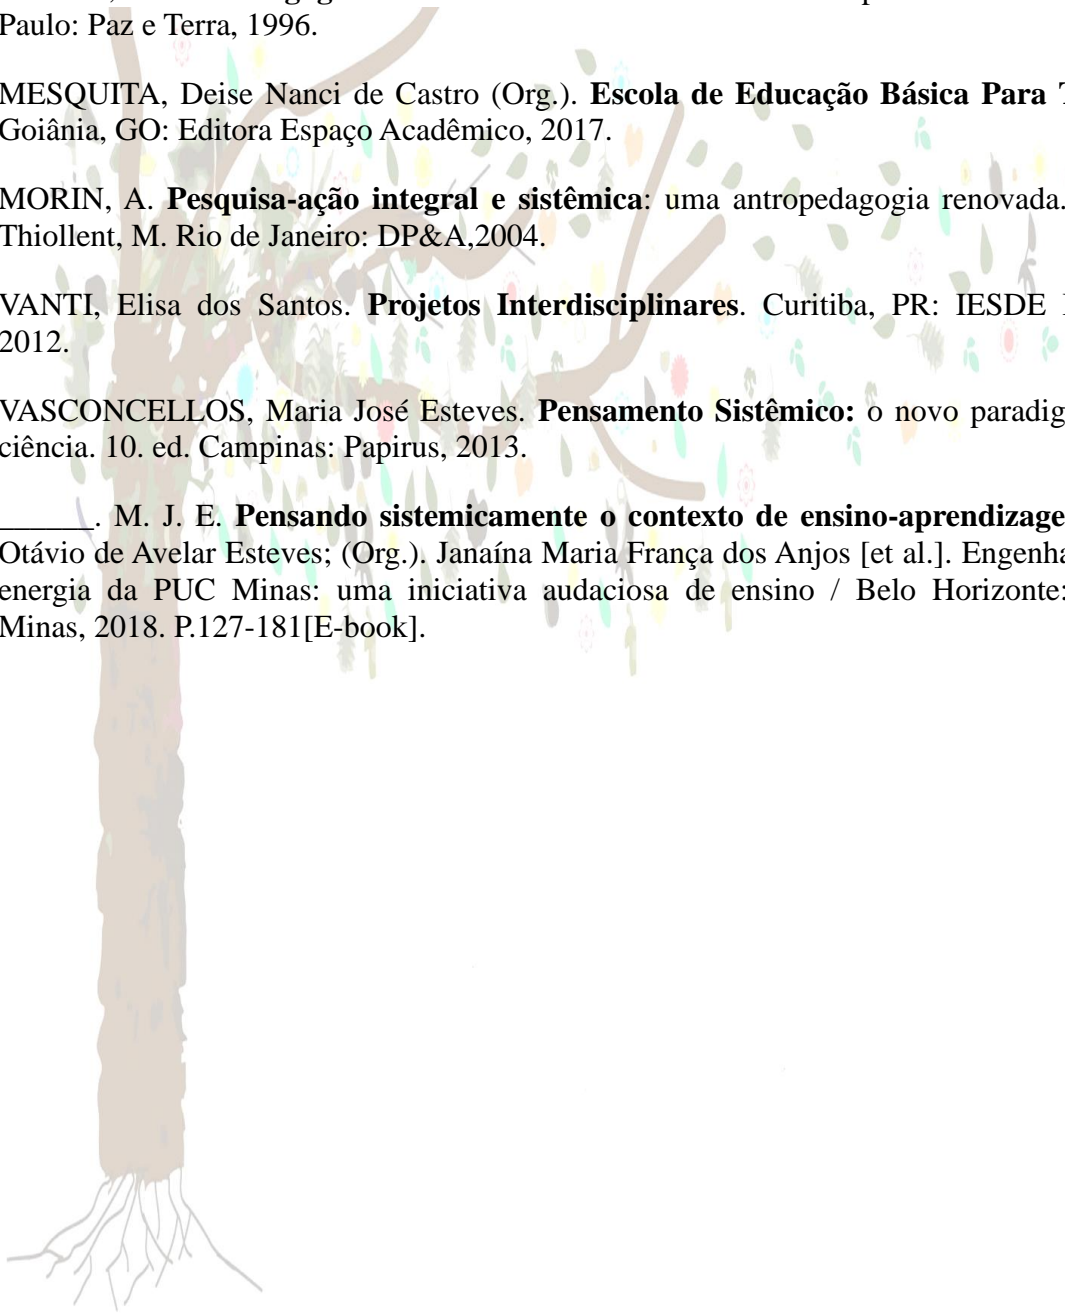 Paulo: Paz e Terra, 1996.
MESQUITA, Deise Nanci de Castro (Org.). Escola de Educação Básica Para
Goiânia, GO: Editora Espaço Acadêmico, 2017.
MORIN, A. Pesquisa-ação integral e sistêmica: uma antropedagogia renovada.
Thiollent, M. Rio de Janeiro: DP&A,2004.
VANTI, Elisa dos Santos. Projetos Interdisciplinares. Curitiba, PR: IESDE
2012.
VASCONCELLOS, Maria José Esteves. Pensamento Sistêmico: o novo paradig
ciência. 10. ed. Campinas: Papirus, 2013.
______. M. J. E. Pensando sistemicamente o contexto de ensino-aprendizage
Otávio de Avelar Esteves; (Org.). Janaína Maria França dos Anjos [et al.]. Engenha
energia da PUC Minas: uma iniciativa audaciosa de ensino / Belo Horizonte:
Minas, 2018. P.127-181[E-book].